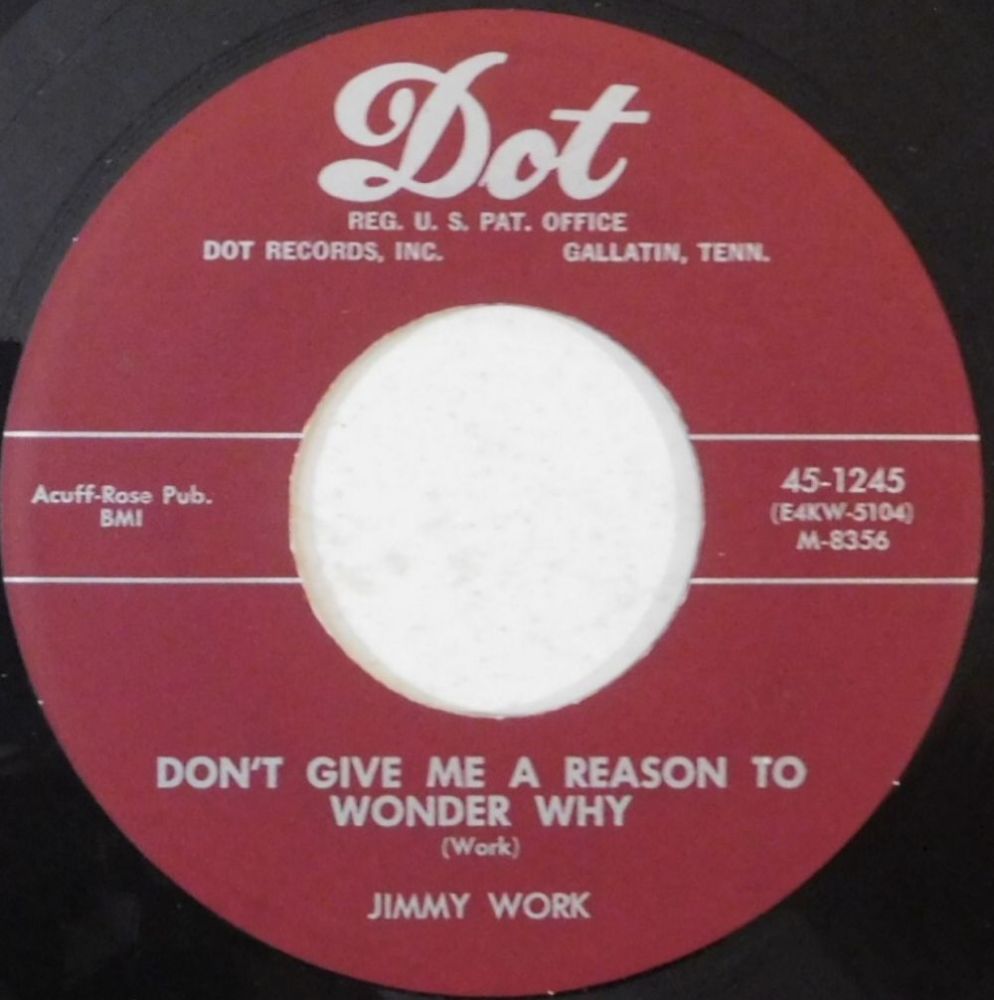 Dot
REG. U. S. PAT. OFFICE
DOT RECORDS, INC. GALLATIN, TENN.
Acuff-Rose Pub.
BMI
45-1245
(E4KW-5104)
M-8356
DON'T GIVE ME A REASON TO
WONDER WHY
(Work)
JIMMY WORK